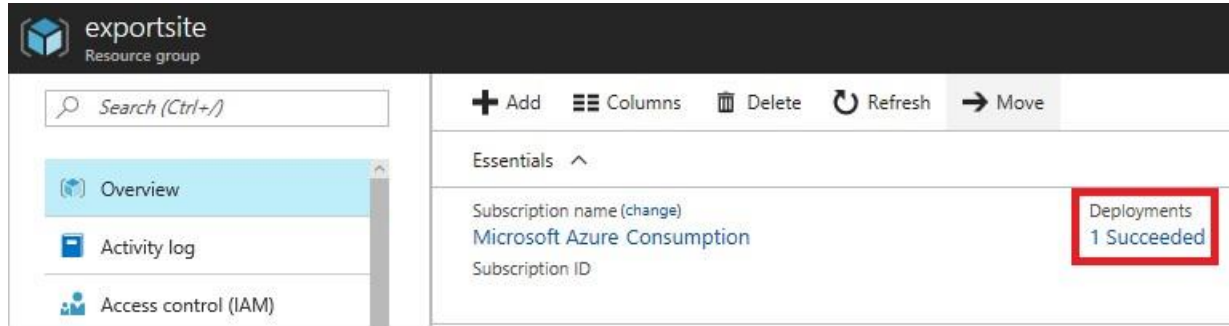 exportsite
Resource group
Search (Ctrl+/)
Add Columns Delete Refresh Move
Essentials
Overview
Subscription name (change) Deployments
Microsoft Azure Consumption 1 Succeeded
Activity log
Subscription ID
Access control (IAM)